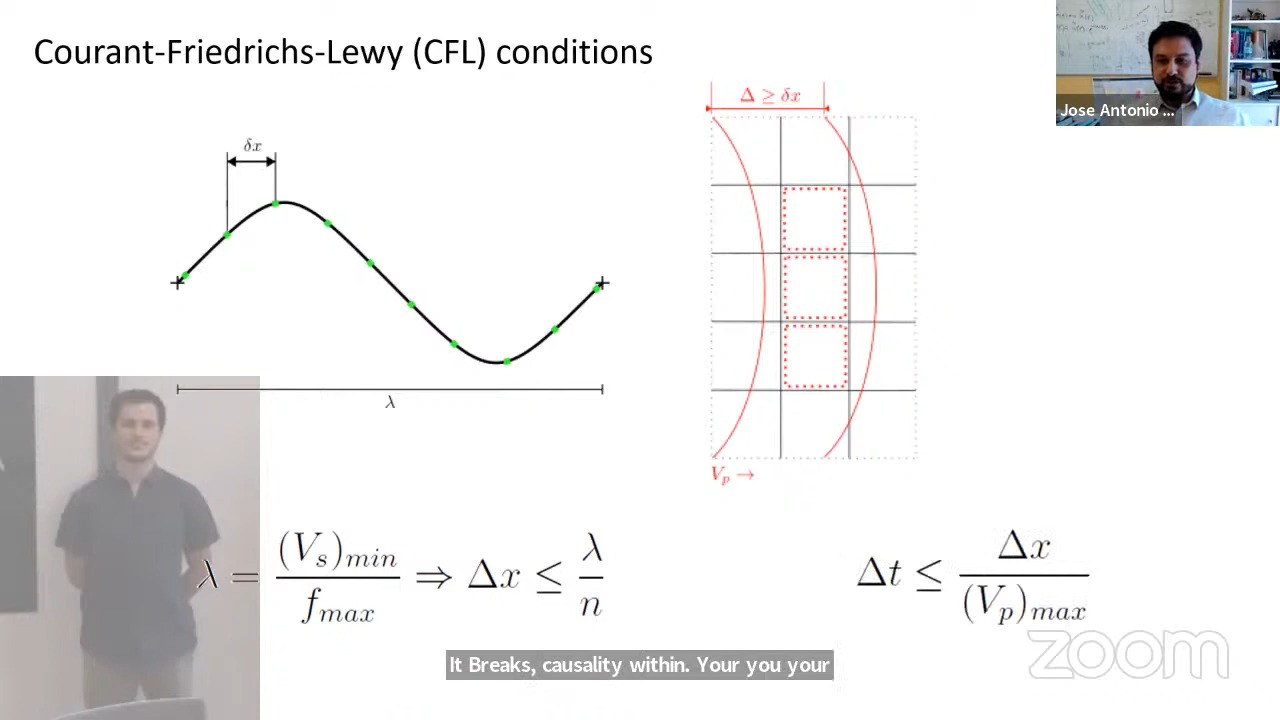 Courant-Friedrichs-Lewy (CFL) conditions
Jose Antonio ...
δx
λ
Δ ≥ δx
V_p →
λ = (V_s)_min / f_max ⇒ Δx ≤ λ / n
Δt ≤ Δx / (V_p)_max
It Breaks, causality within. Your you your
zoom